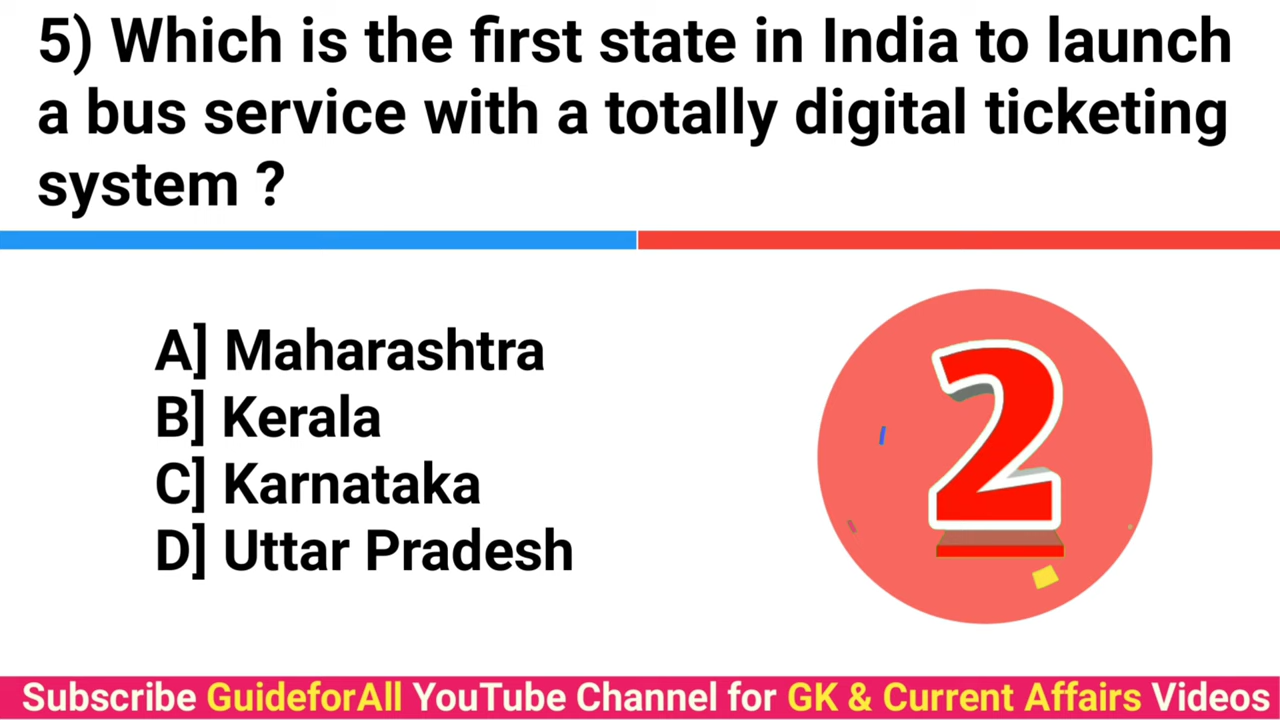 5) Which is the first state in India to launch
a bus service with a totally digital ticketing
system ?
A] Maharashtra
B] Kerala
C] Karnataka
D] Uttar Pradesh
2
Subscribe GuideforAll YouTube Channel for GK & Current Affairs Videos